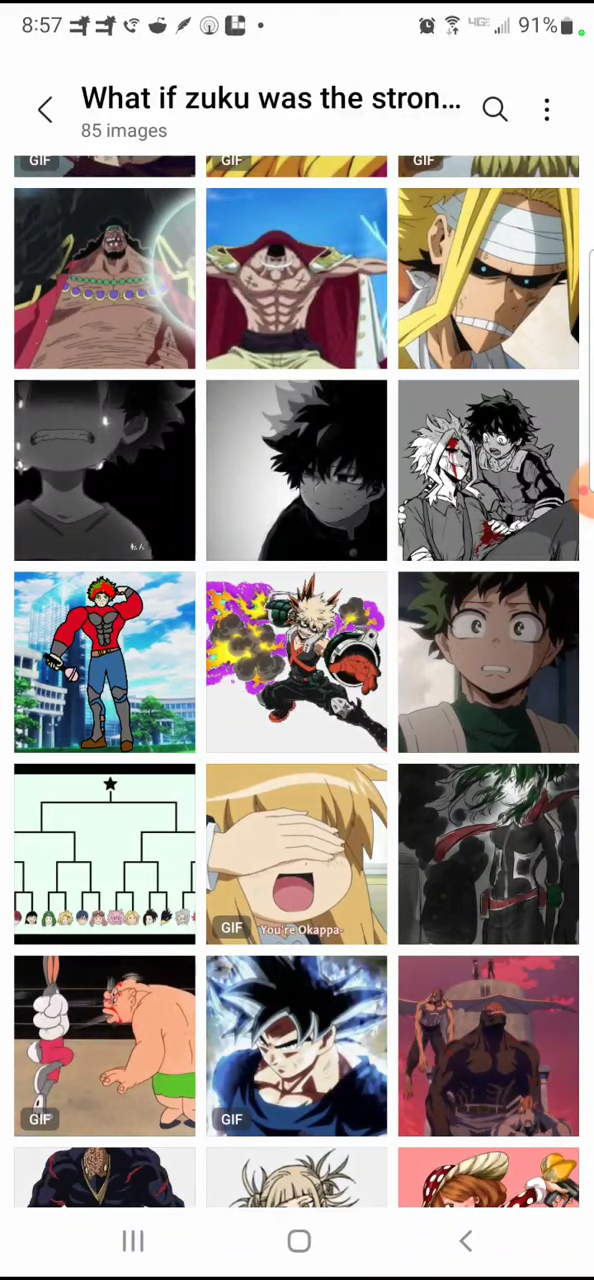 8:57
4GE
91%
What if zuku was the stron...
85 images
GIF
GIF
GIF
GIF
You're Okappa-
GIF
GIF